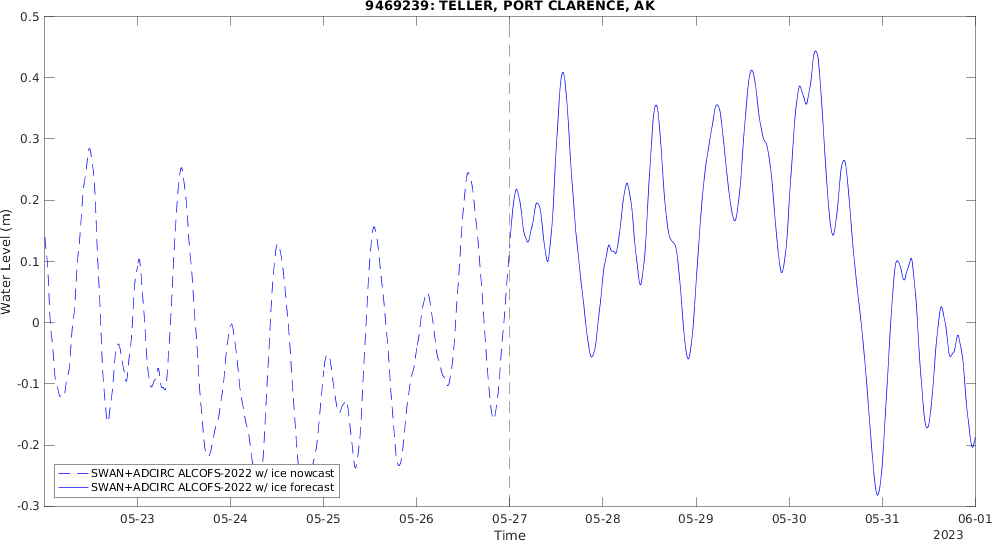 9469239: TELLER, PORT CLARENCE, AK
0.5
0.4
0.3
0.2
0.1
0
-0.1
-0.2
-0.3
Water Level (m)
SWAN+ADCIRC ALCOFS-2022 w/ ice nowcast
SWAN+ADCIRC ALCOFS-2022 w/ ice forecast
05-23 05-24 05-25 05-26 05-27 05-28 05-29 05-30 05-31 06-01
Time
2023